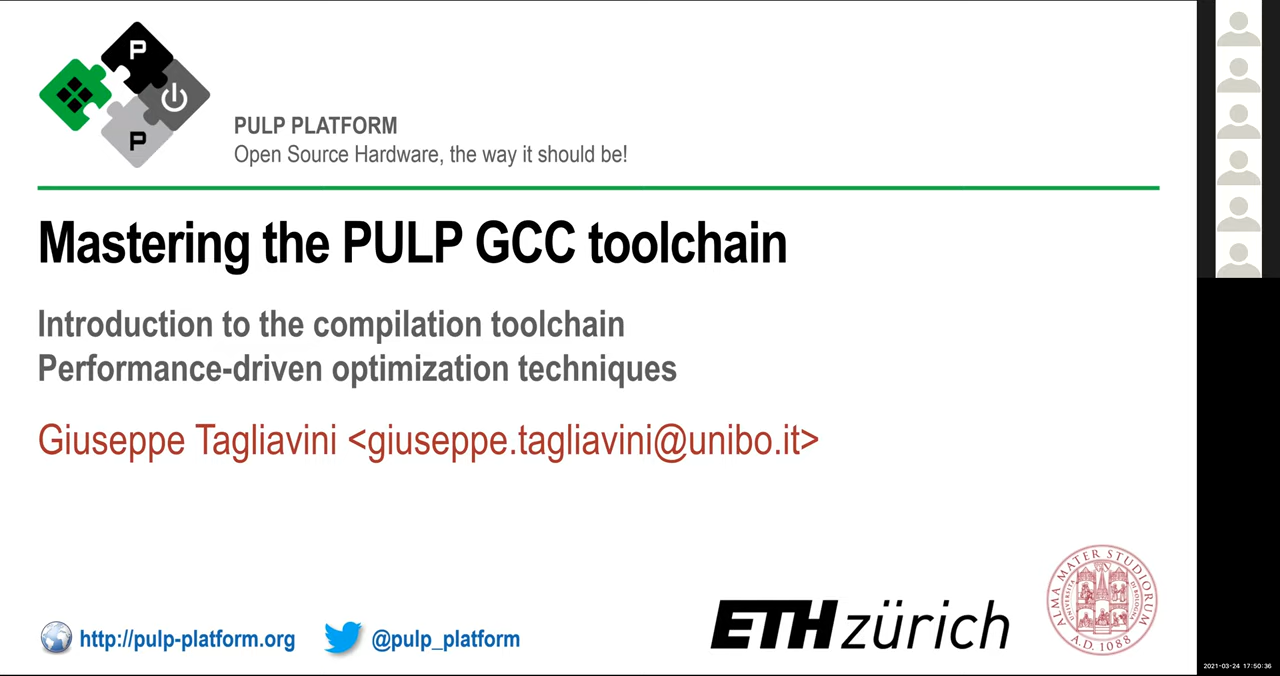 P
P
PULP PLATFORM
Open Source Hardware, the way it should be!
Mastering the PULP GCC toolchain
Introduction to the compilation toolchain
Performance-driven optimization techniques
Giuseppe Tagliavini <giuseppe.tagliavini@unibo.it>
http://pulp-platform.org
@pulp_platform
ETH zürich
ALMA MATER STUDIORUM
A.D. 1088
2021-03-24 17:50:36